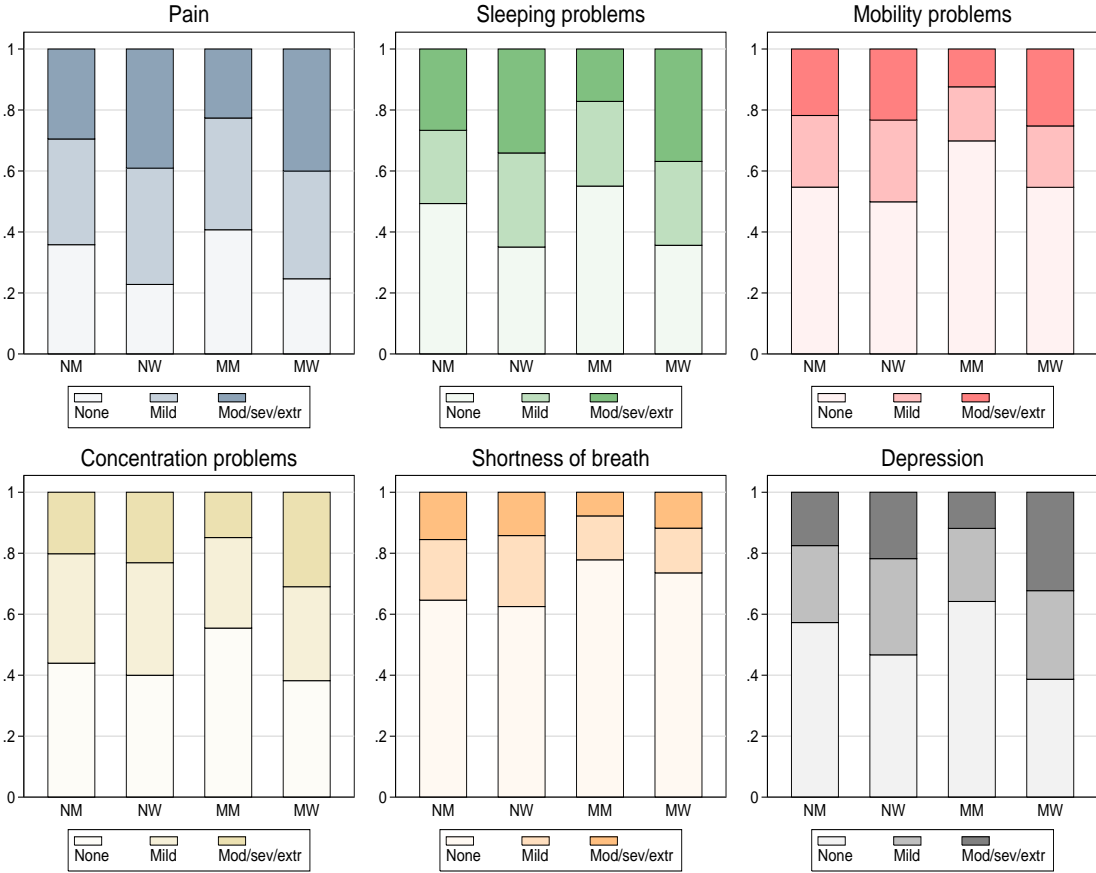 Pain
1
.8
.6
.4
.2
0
NM NW MM MW
None Mild Mod/sev/extr
Sleeping problems
1
.8
.6
.4
.2
0
NM NW MM MW
None Mild Mod/sev/extr
Mobility problems
1
.8
.6
.4
.2
0
NM NW MM MW
None Mild Mod/sev/extr
Concentration problems
1
.8
.6
.4
.2
0
NM NW MM MW
None Mild Mod/sev/extr
Shortness of breath
1
.8
.6
.4
.2
0
NM NW MM MW
None Mild Mod/sev/extr
Depression
1
.8
.6
.4
.2
0
NM NW MM MW
None Mild Mod/sev/extr